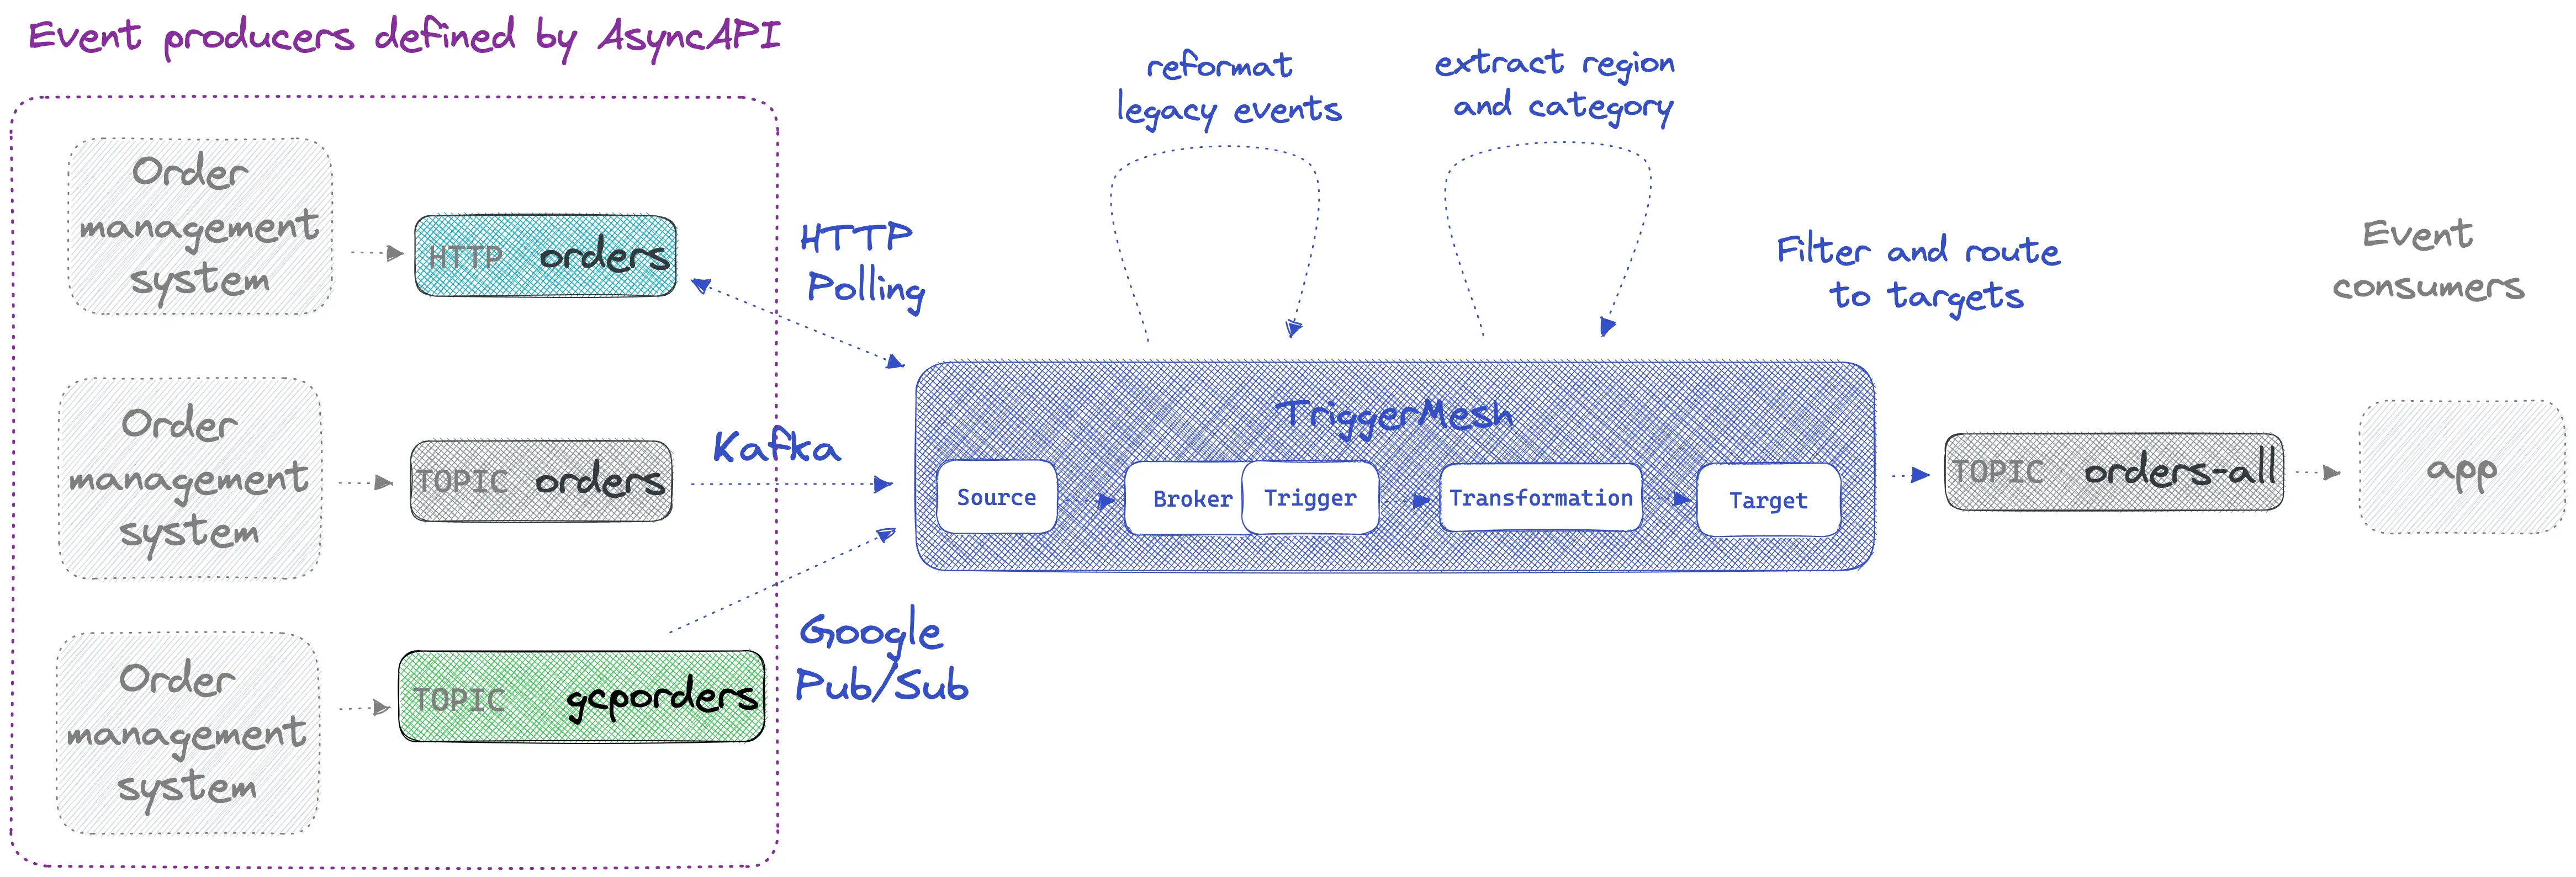 Event producers defined by AsyncAPI
Order
management
system
HTTP orders
Order
management
system
TOPIC orders
Order
management
system
TOPIC gcporders
HTTP
Polling
Kafka
Google
Pub/Sub
reformat
legacy events
extract region
and category
TriggerMesh
Source
Broker
Trigger
Transformation
Target
Filter and route
to targets
TOPIC orders-all
Event
consumers
app